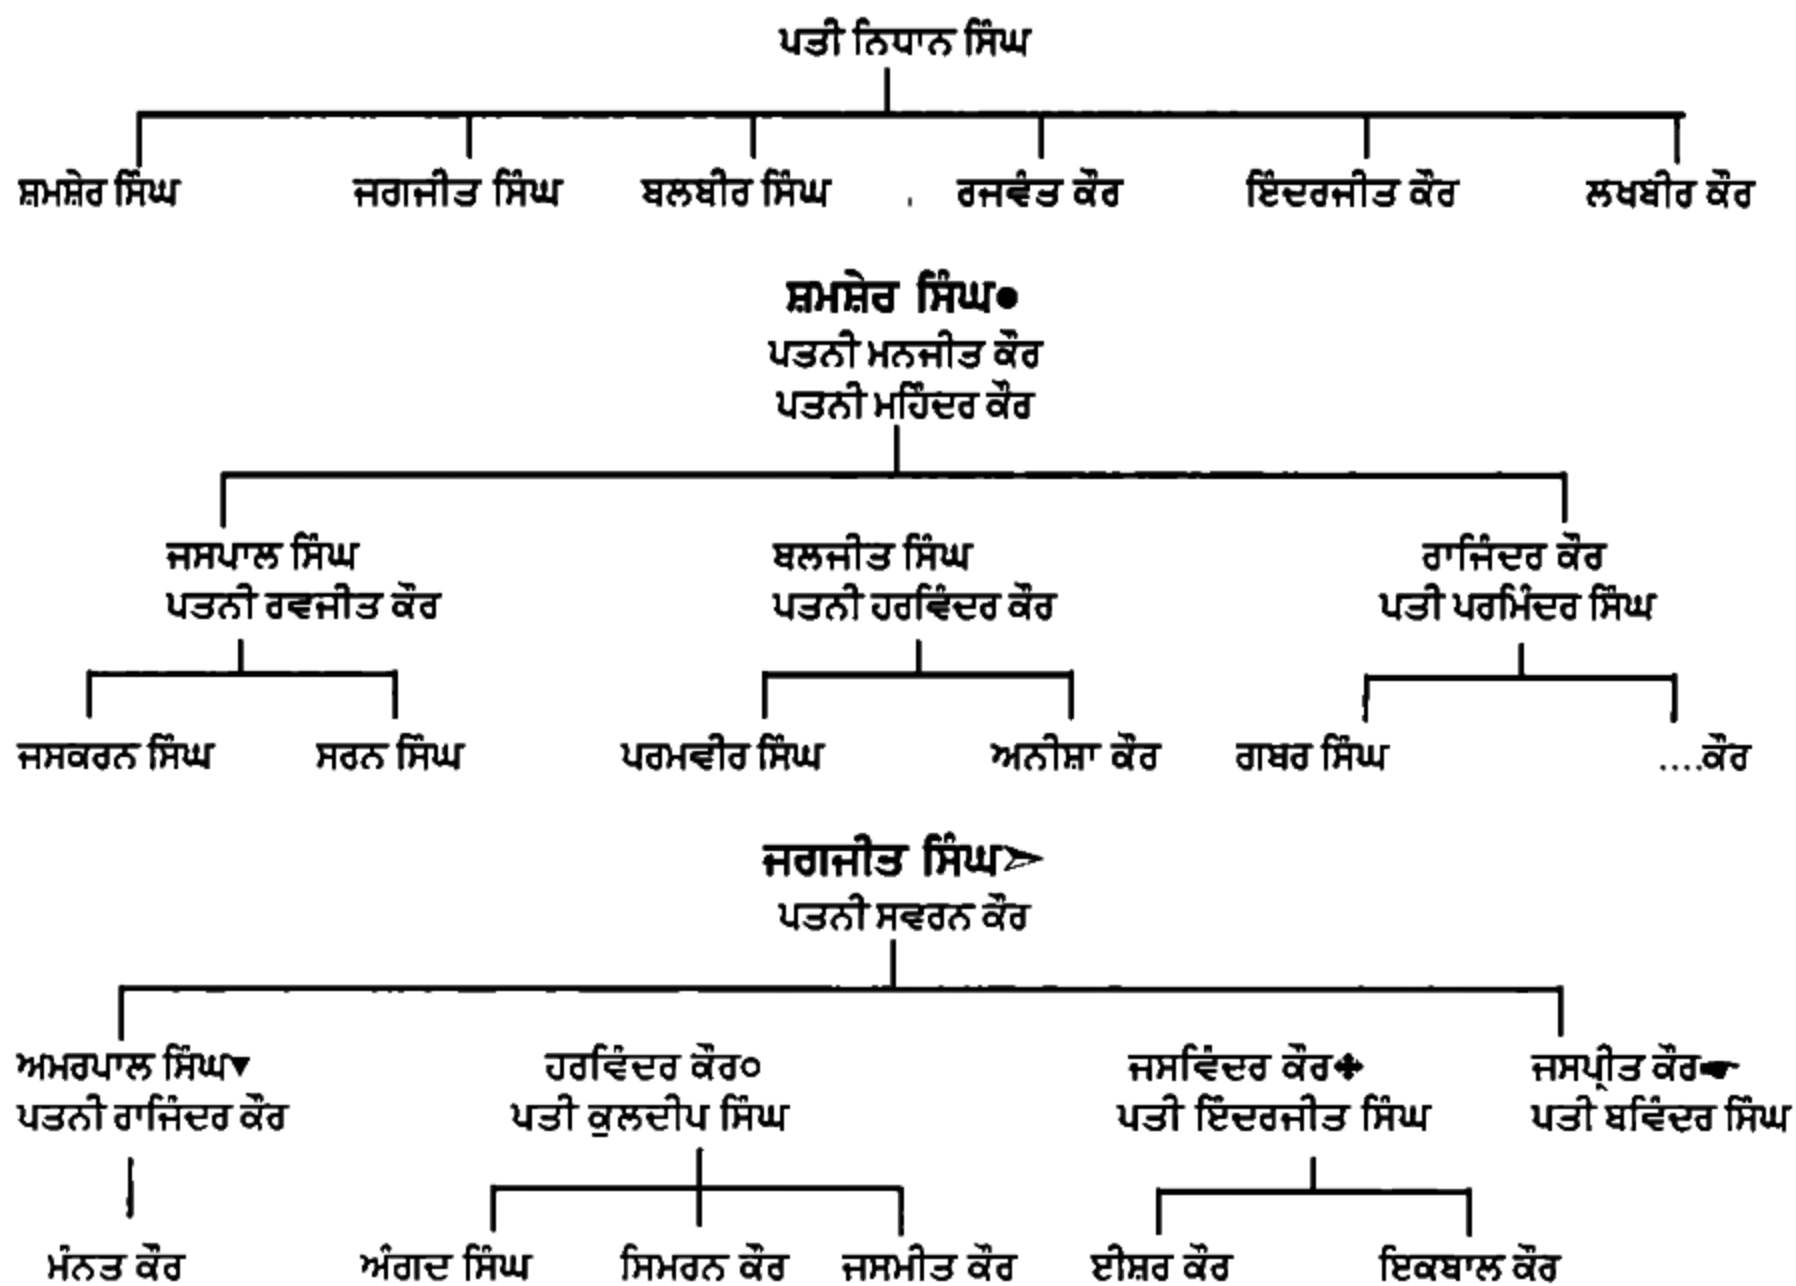 ਪਤੀ ਨਿਧਾਨ ਸਿੰਘ
ਸ਼ਮਸ਼ੇਰ ਸਿੰਘ ਜਗਜੀਤ ਸਿੰਘ ਬਲਬੀਰ ਸਿੰਘ ਰਜਵੰਤ ਕੌਰ ਇੰਦਰਜੀਤ ਕੌਰ ਲਖਬੀਰ ਕੌਰ
ਸ਼ਮਸ਼ੇਰ ਸਿੰਘ●
ਪਤਨੀ ਮਨਜੀਤ ਕੌਰ
ਪਤਨੀ ਮਹਿੰਦਰ ਕੌਰ
ਜਸਪਾਲ ਸਿੰਘ ਬਲਜੀਤ ਸਿੰਘ ਰਾਜਿੰਦਰ ਕੌਰ
ਪਤਨੀ ਰਵਜੀਤ ਕੌਰ ਪਤਨੀ ਹਰਵਿੰਦਰ ਕੌਰ ਪਤੀ ਪਰਮਿੰਦਰ ਸਿੰਘ
ਜਸਕਰਨ ਸਿੰਘ ਸਰਨ ਸਿੰਘ ਪਰਮਵੀਰ ਸਿੰਘ ਅਨੀਸ਼ਾ ਕੌਰ ਗਬਰ ਸਿੰਘ ....ਕੌਰ
ਜਗਜੀਤ ਸਿੰਘ➢
ਪਤਨੀ ਸਵਰਨ ਕੌਰ
ਅਮਰਪਾਲ ਸਿੰਘ▾ ਹਰਵਿੰਦਰ ਕੌਰ○ ਜਸਵਿੰਦਰ ਕੌਰ✥ ਜਸਪ੍ਰੀਤ ਕੌਰ☛
ਪਤਨੀ ਰਾਜਿੰਦਰ ਕੌਰ ਪਤੀ ਕੁਲਦੀਪ ਸਿੰਘ ਪਤੀ ਇੰਦਰਜੀਤ ਸਿੰਘ ਪਤੀ ਬਵਿੰਦਰ ਸਿੰਘ
ਮੰਨਤ ਕੌਰ ਅੰਗਦ ਸਿੰਘ ਸਿਮਰਨ ਕੌਰ ਜਸਮੀਤ ਕੌਰ ਈਸ਼ਰ ਕੌਰ ਇਕਬਾਲ ਕੌਰ